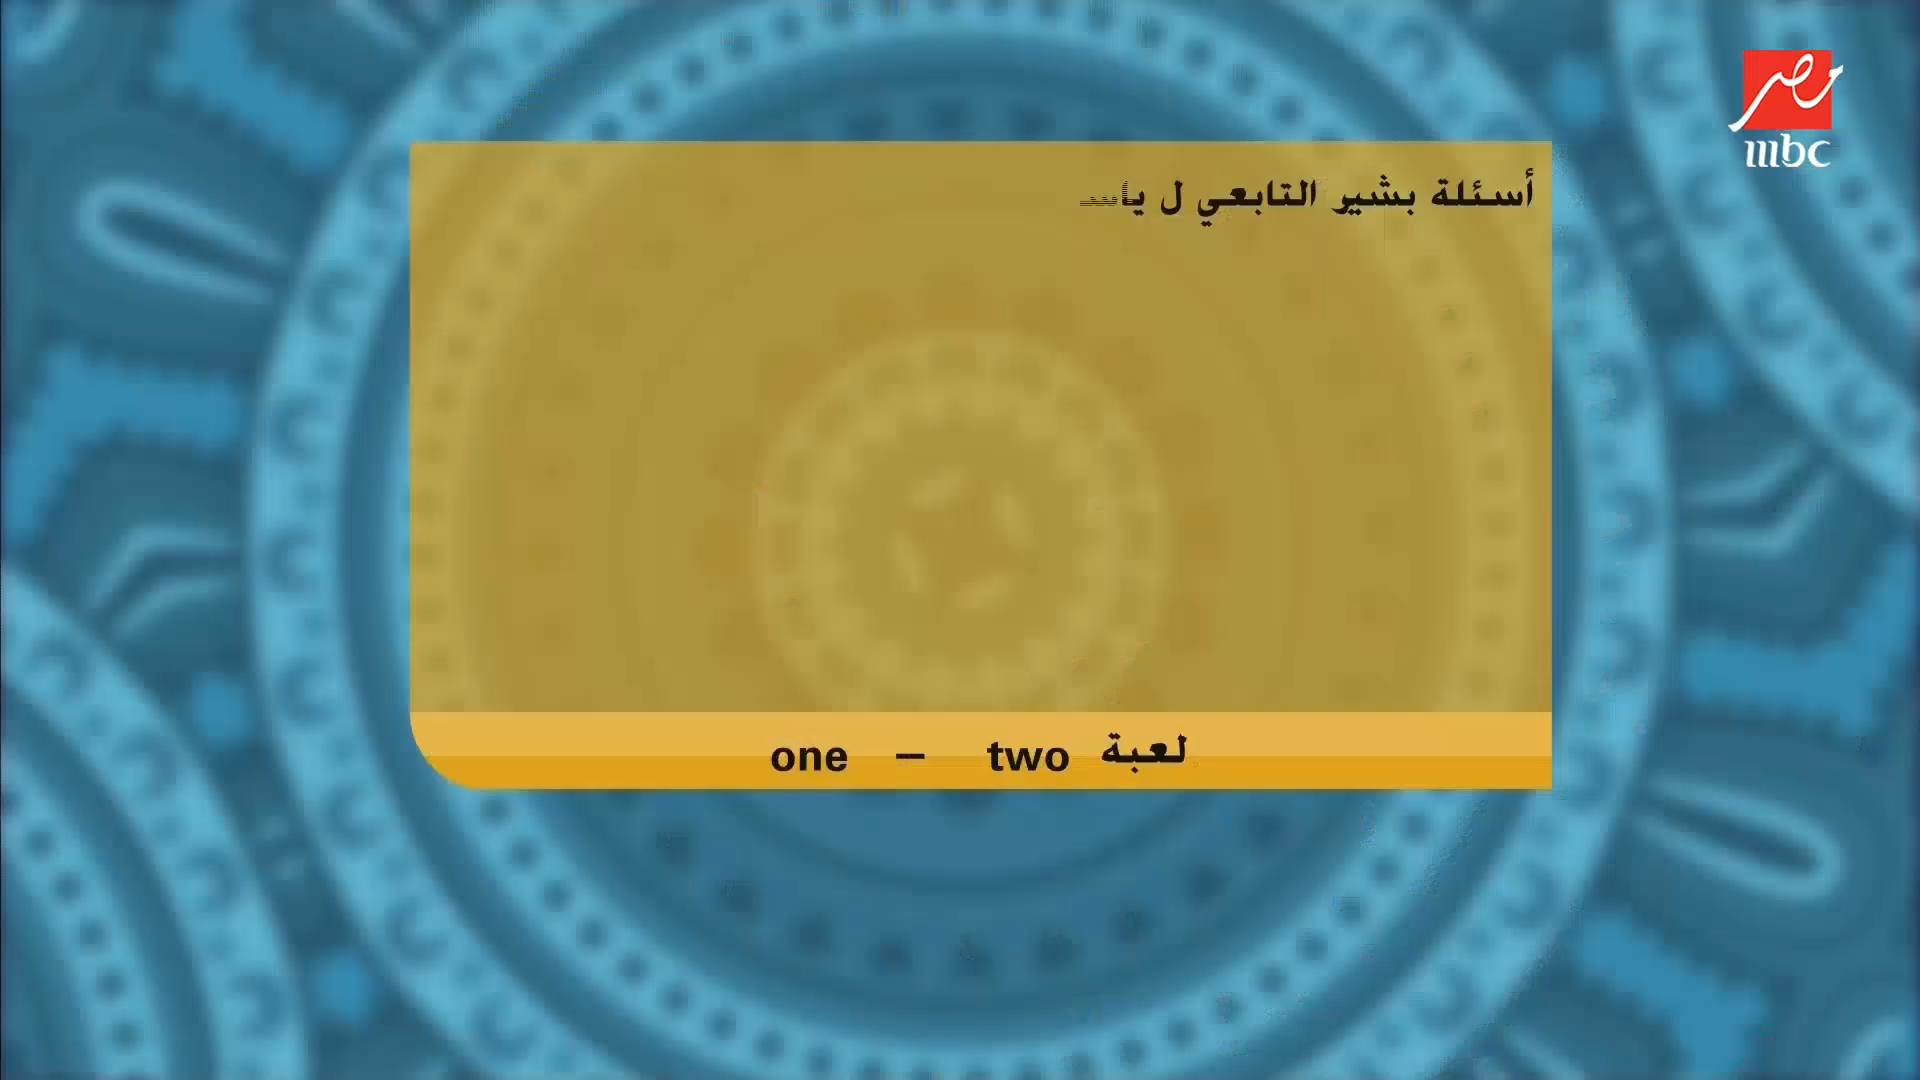 مصر
mbc
أسئلة بشير التابعي ل
لعبة one – two